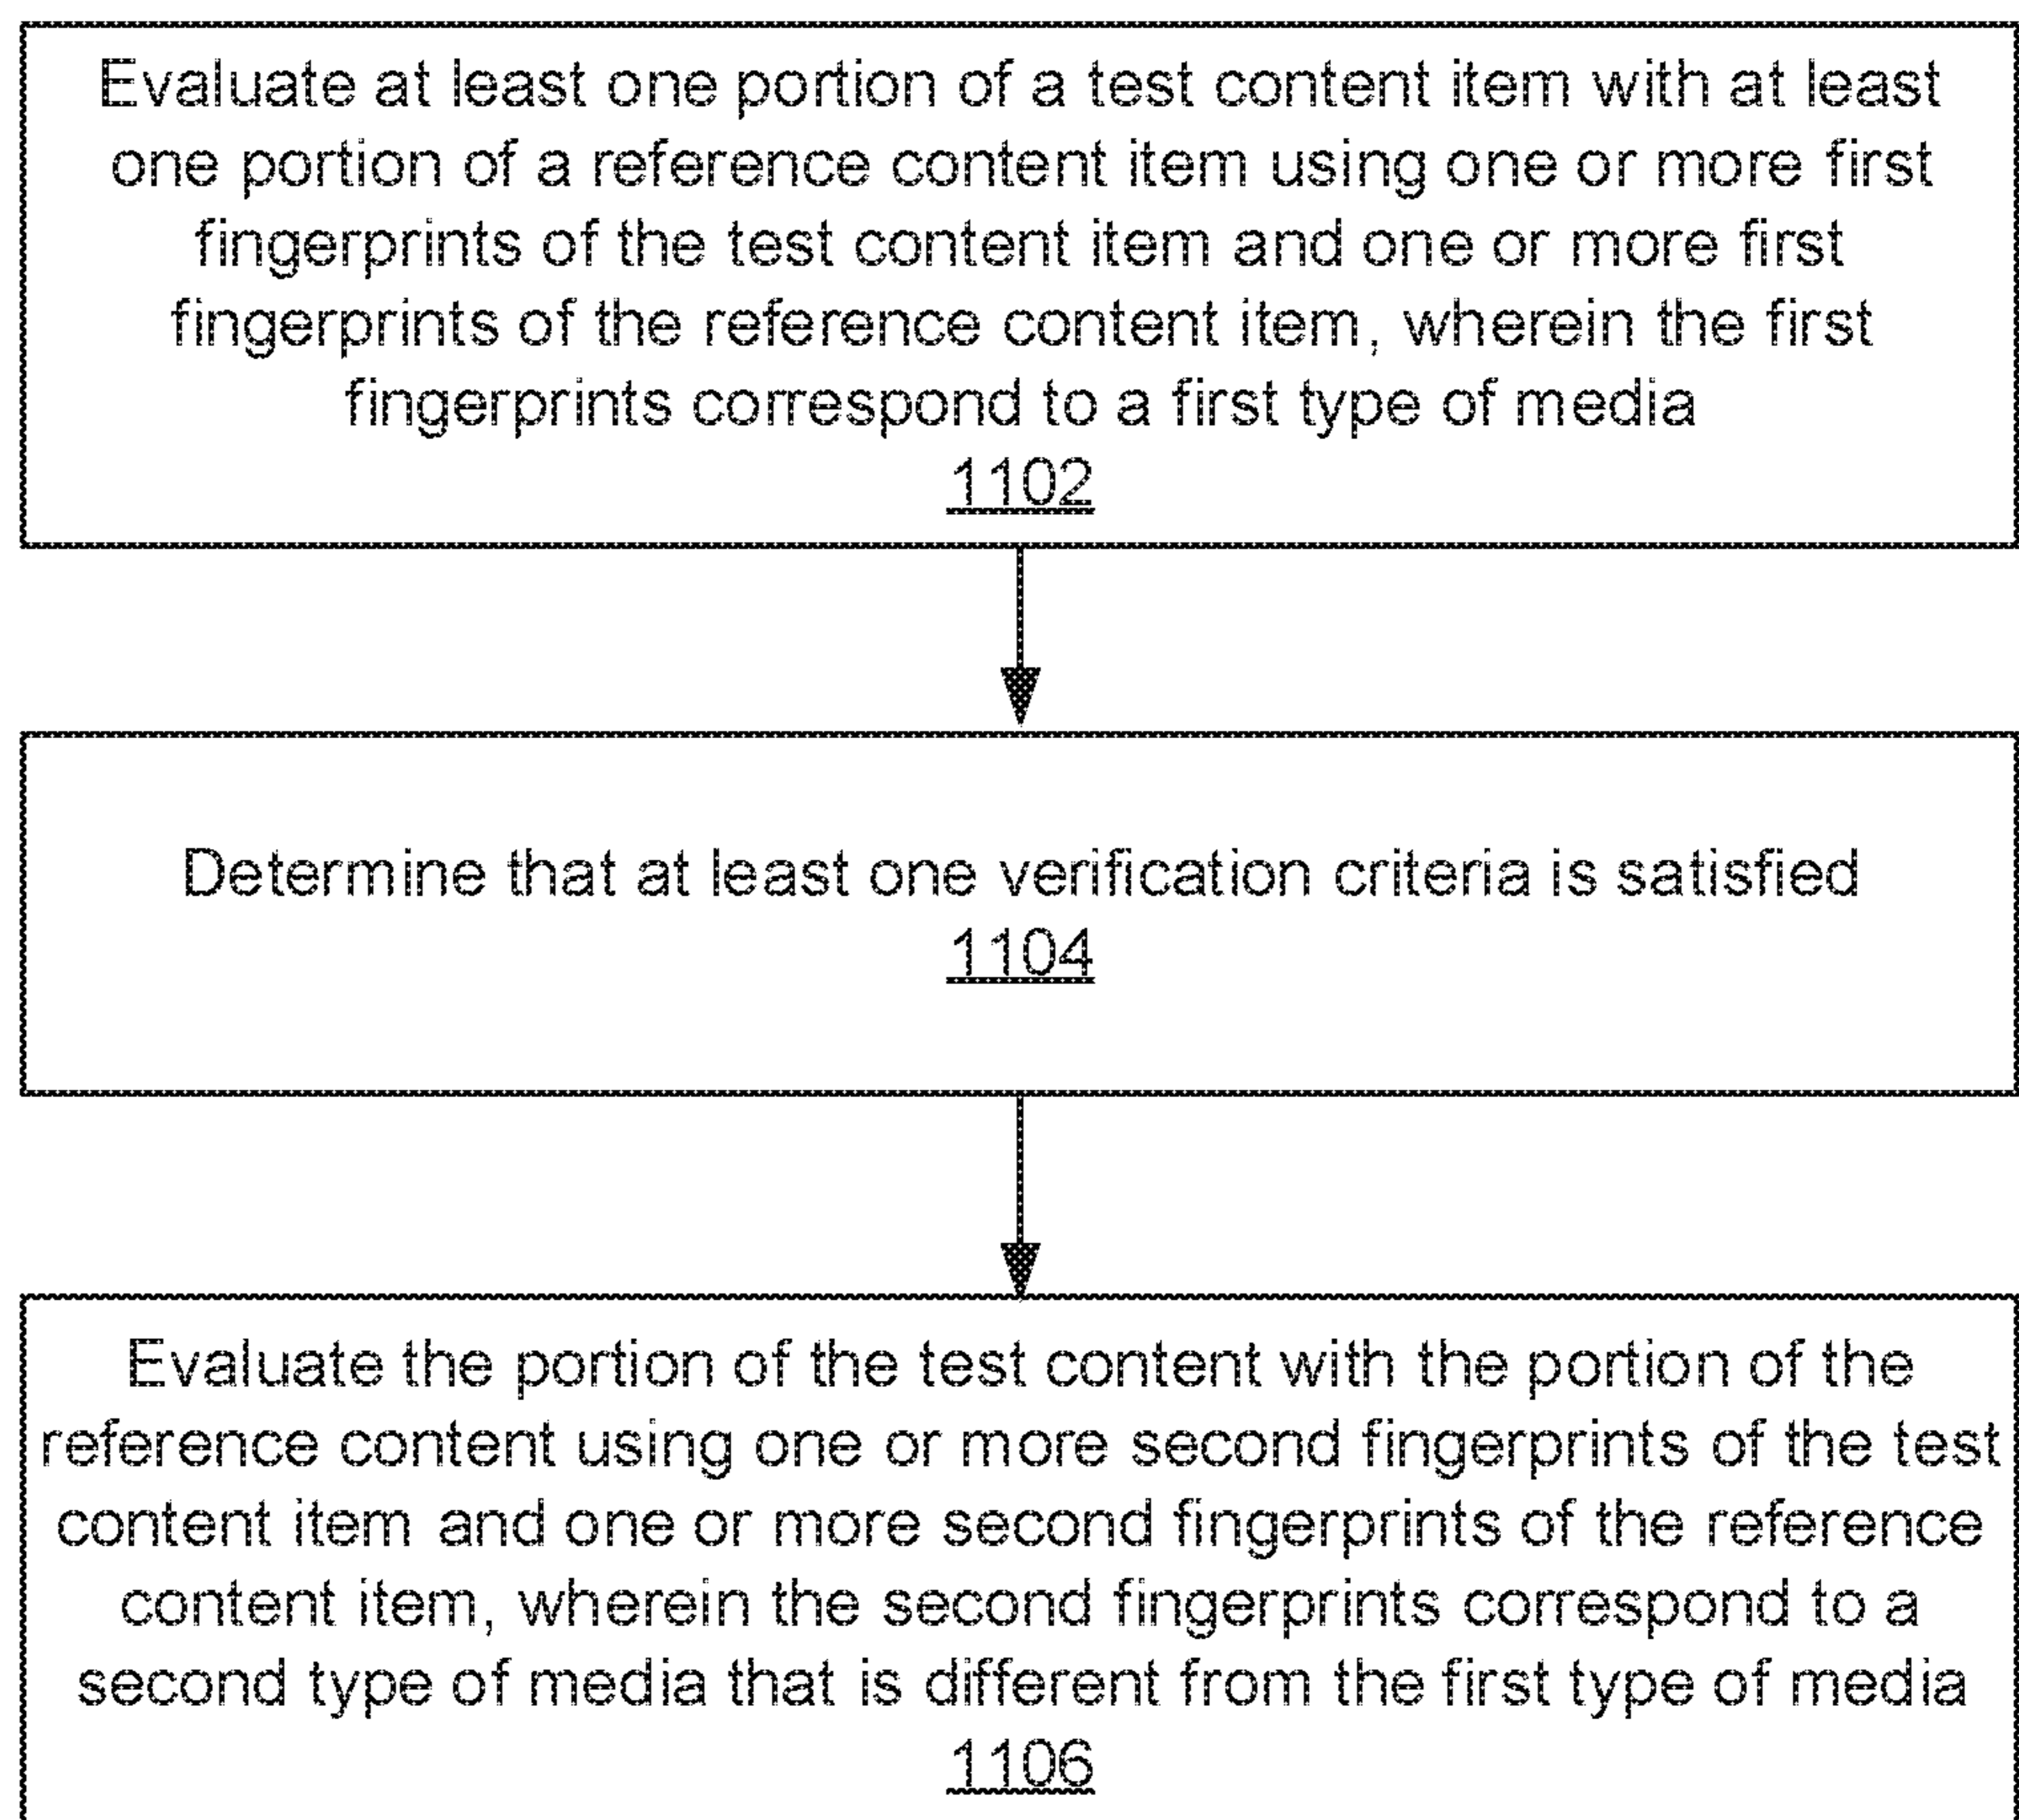 Evaluate at least one portion of a test content item with at least
one portion of a reference content item using one or more first
fingerprints of the test content item and one or more first
fingerprints of the reference content item, wherein the first
fingerprints correspond to a first type of media
1102
Determine that at least one verification criteria is satisfied
1104
Evaluate the portion of the test content with the portion of the
reference content using one or more second fingerprints of the test
content item and one or more second fingerprints of the reference
content item, wherein the second fingerprints correspond to a
second type of media that is different from the first type of media
1106